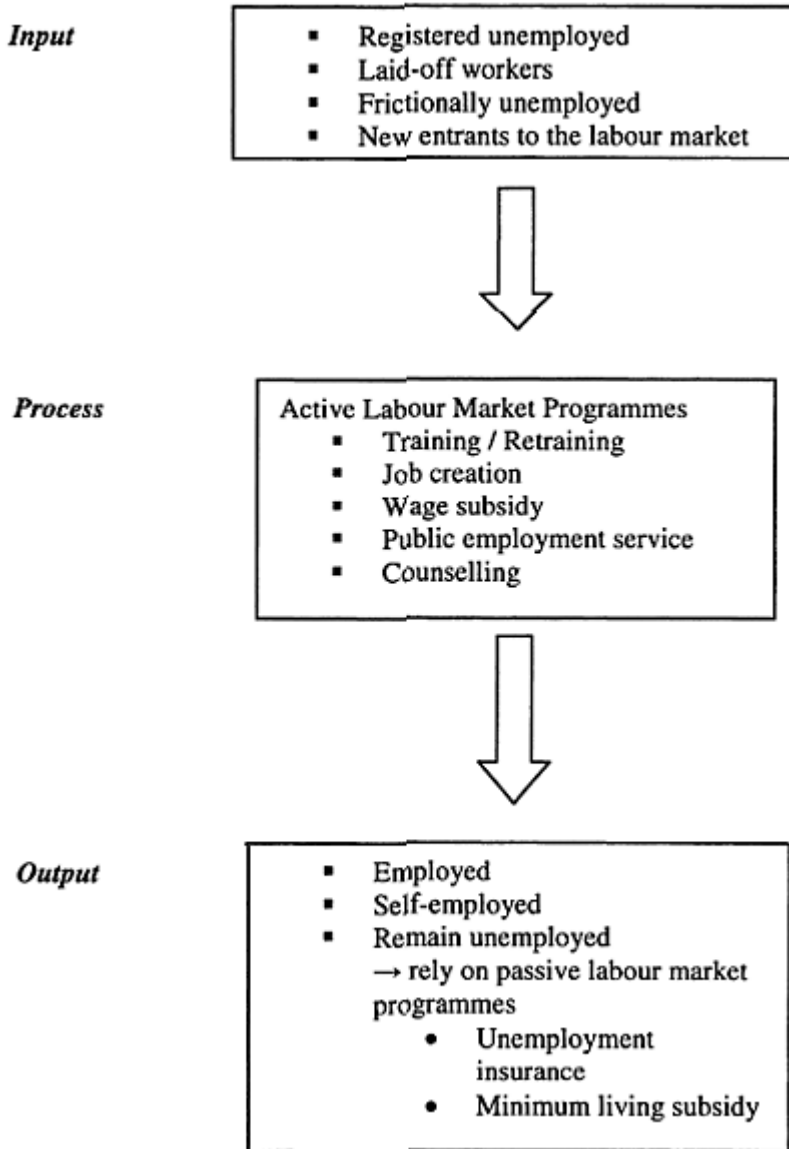 Input
▪ Registered unemployed
▪ Laid-off workers
▪ Frictionally unemployed
▪ New entrants to the labour market
Process
Active Labour Market Programmes
▪ Training / Retraining
▪ Job creation
▪ Wage subsidy
▪ Public employment service
▪ Counselling
Output
▪ Employed
▪ Self-employed
▪ Remain unemployed
→ rely on passive labour market
programmes
• Unemployment
insurance
• Minimum living subsidy